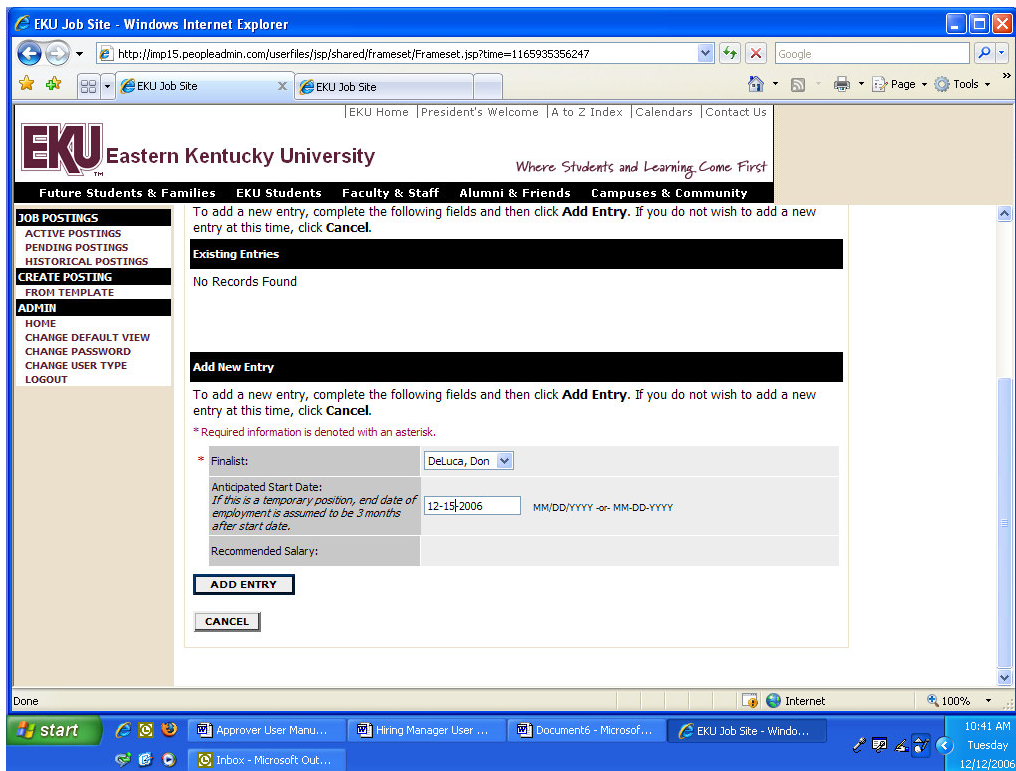 EKU Job Site - Windows Internet Explorer
http://imp15.peopleadmin.com/userfiles/jsp/shared/frameset/Frameset.jsp?time=1165935356247
Google
EKU Job Site
EKU Job Site
Page
Tools
EKU Home |President's Welcome |A to Z Index |Calendars |Contact Us
EKU TM
Eastern Kentucky University
Where Students and Learning Come First
Future Students & Families EKU Students Faculty & Staff Alumni & Friends Campuses & Community
JOB POSTINGS
ACTIVE POSTINGS
PENDING POSTINGS
HISTORICAL POSTINGS
CREATE POSTING
FROM TEMPLATE
ADMIN
HOME
CHANGE DEFAULT VIEW
CHANGE PASSWORD
CHANGE USER TYPE
LOGOUT
To add a new entry, complete the following fields and then click Add Entry. If you do not wish to add a new
entry at this time, click Cancel.
Existing Entries
No Records Found
Add New Entry
To add a new entry, complete the following fields and then click Add Entry. If you do not wish to add a new
entry at this time, click Cancel.
* Required information is denoted with an asterisk.
* Finalist: DeLuca, Don
Anticipated Start Date:
If this is a temporary position, end date of
employment is assumed to be 3 months
after start date.
12-15-2006 MM/DD/YYYY -or- MM-DD-YYYY
Recommended Salary:
ADD ENTRY
CANCEL
Done
Internet
100%
start
Approver User Manu...
Hiring Manager User ...
Document6 - Microsof...
EKU Job Site - Windo...
Inbox - Microsoft Out...
10:41 AM
Tuesday
12/12/2006